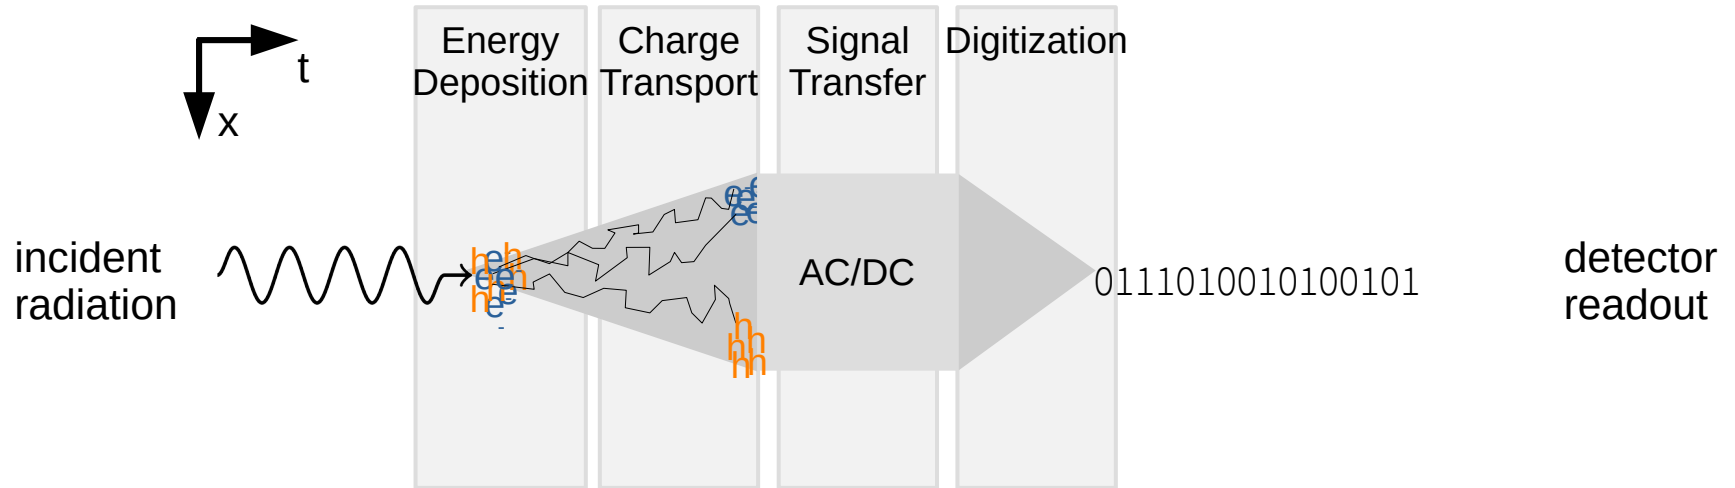 t
x
Energy
Deposition
Charge
Transport
Signal
Transfer
Digitization
incident
radiation
h e h
e e h
h e
e
-
e e e
e e
h
h h
h h
AC/DC
0111010010100101
detector
readout